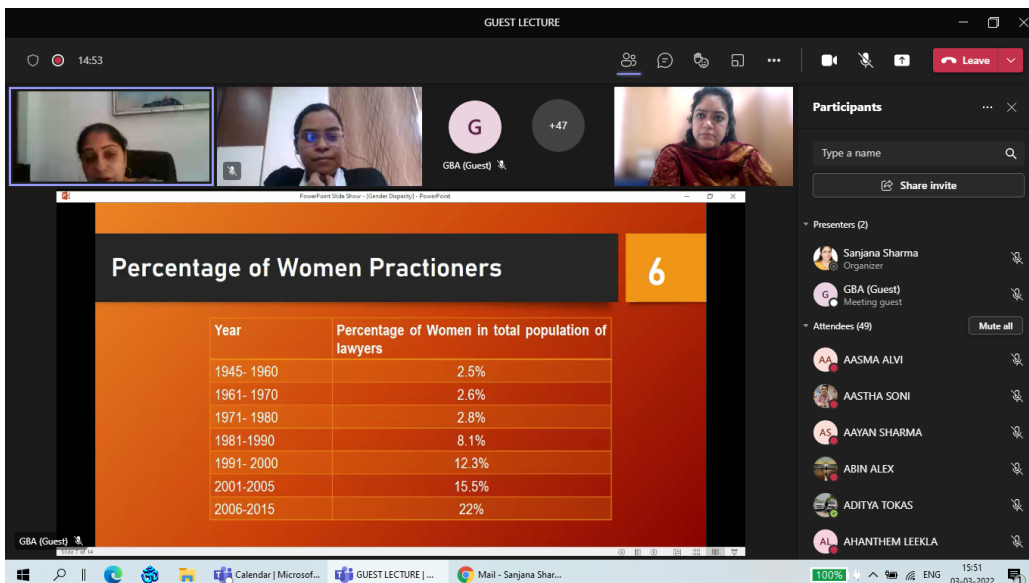 GUEST LECTURE
14:53
Leave
G
GBA (Guest)
+47
PowerPoint Slide Show - [Gender Disparity] - PowerPoint
Percentage of Women Practioners
6
Year Percentage of Women in total population of
lawyers
1945- 1960 2.5%
1961- 1970 2.6%
1971- 1980 2.8%
1981-1990 8.1%
1991- 2000 12.3%
2001-2005 15.5%
2006-2015 22%
GBA (Guest)
Slide 7 of 14
Participants
Type a name
Share invite
Presenters (2)
Sanjana Sharma
Organizer
G
GBA (Guest)
Meeting guest
Attendees (49)
Mute all
AA
AASMA ALVI
AASTHA SONI
AS
AAYAN SHARMA
ABIN ALEX
ADITYA TOKAS
AL
AHANTHEM LEEKLA
Calendar | Microsof...
GUEST LECTURE | ...
Mail - Sanjana Shar...
100%
ENG
15:51
03-03-2022